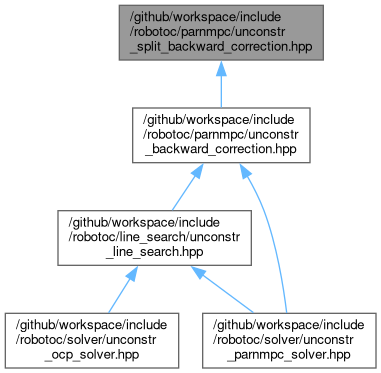 /github/workspace/include
/robotoc/parnmpc/unconstr
_split_backward_correction.hpp
/github/workspace/include
/robotoc/parnmpc/unconstr
_backward_correction.hpp
/github/workspace/include
/robotoc/line_search/unconstr
_line_search.hpp
/github/workspace/include
/robotoc/solver/unconstr
_ocp_solver.hpp
/github/workspace/include
/robotoc/solver/unconstr
_parnmpc_solver.hpp